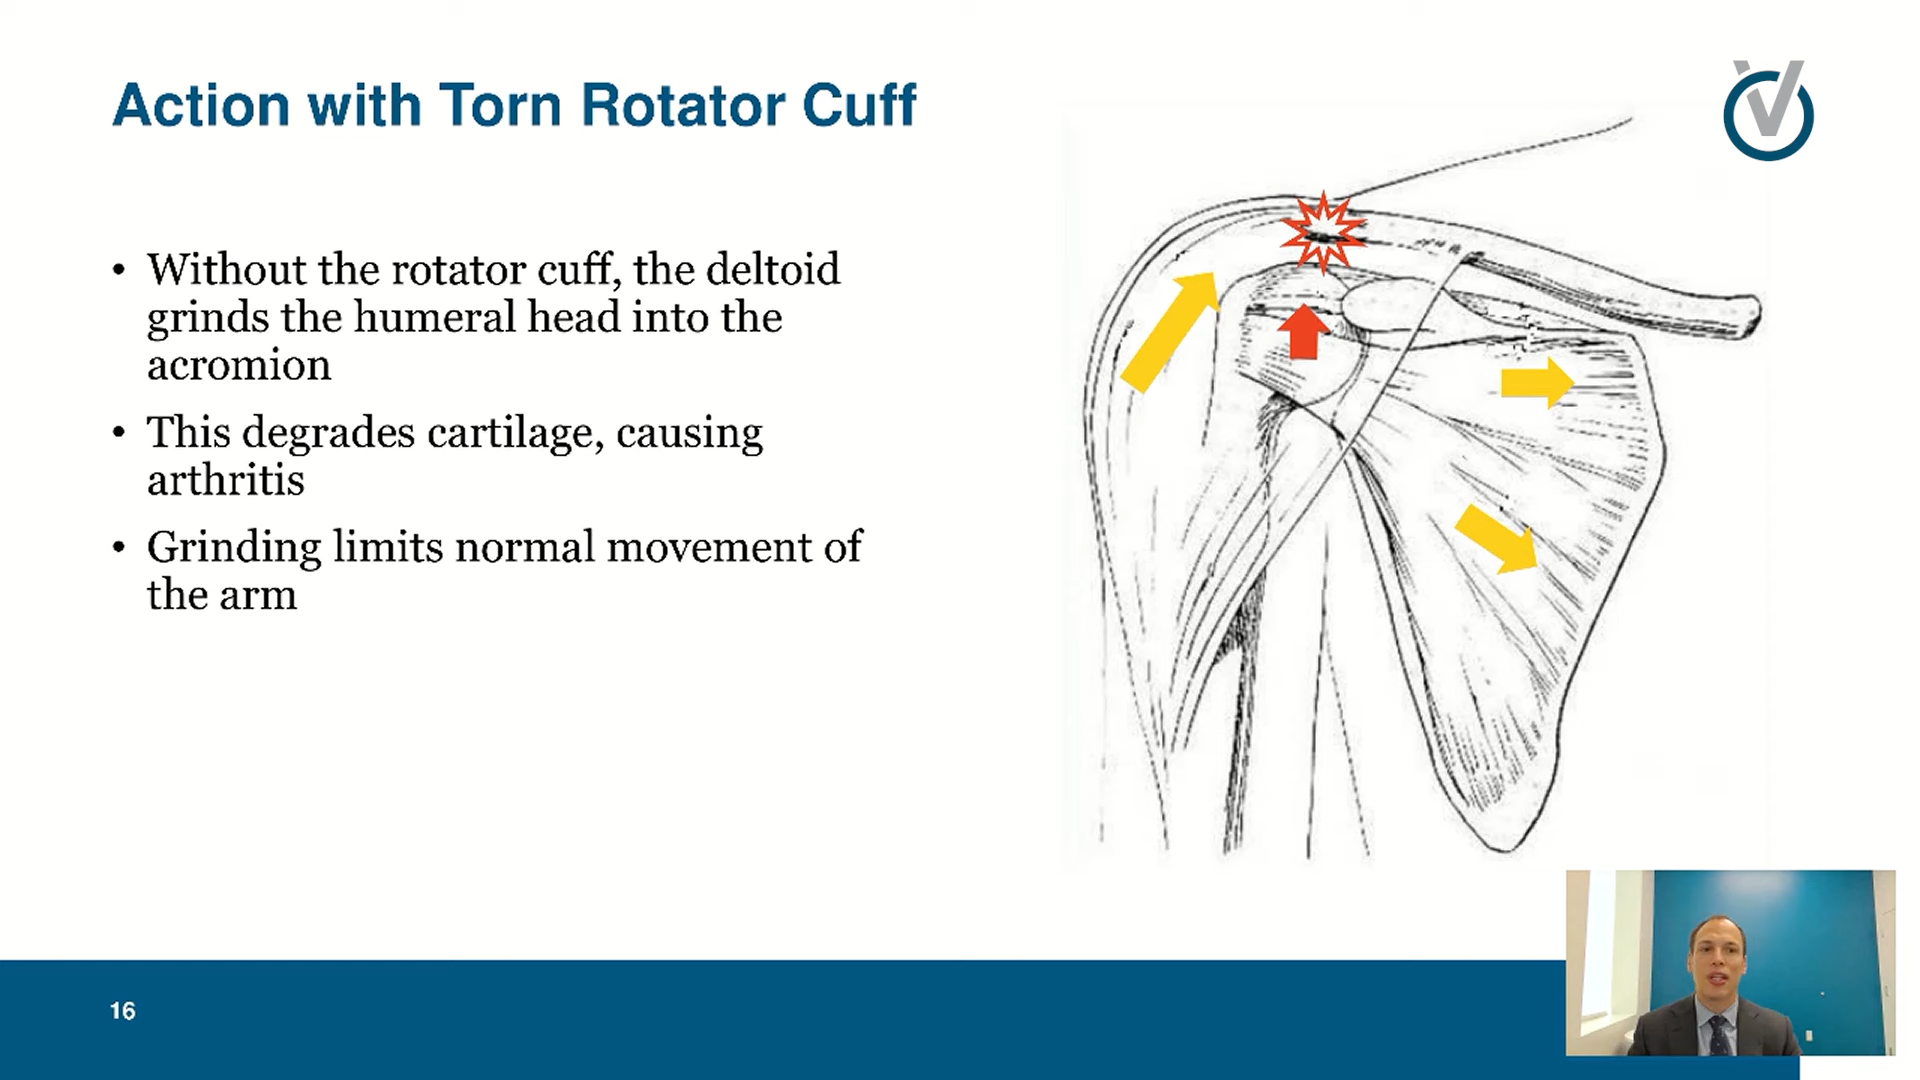 Action with Torn Rotator Cuff
• Without the rotator cuff, the deltoid
grinds the humeral head into the
acromion
• This degrades cartilage, causing
arthritis
• Grinding limits normal movement of
the arm
16